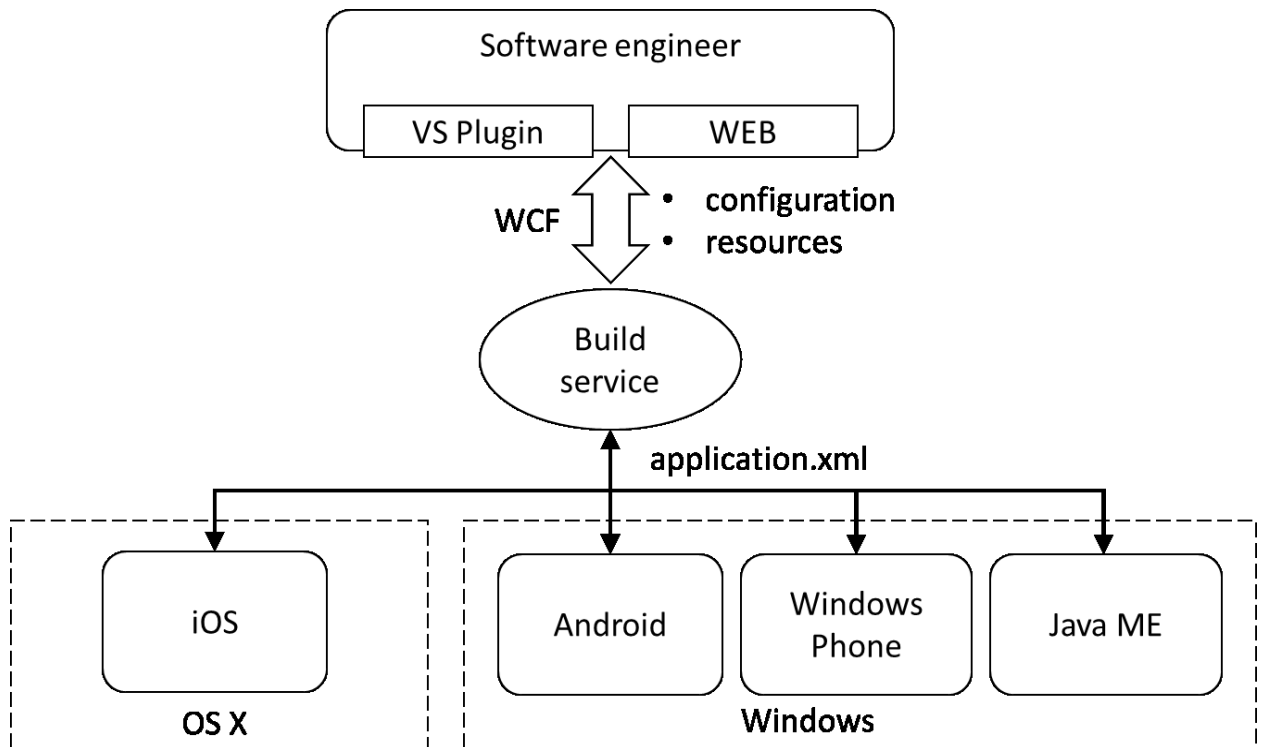 Software engineer
VS Plugin
WEB
WCF
• configuration
• resources
Build
service
application.xml
iOS
Android
Windows
Phone
Java ME
OS X
Windows